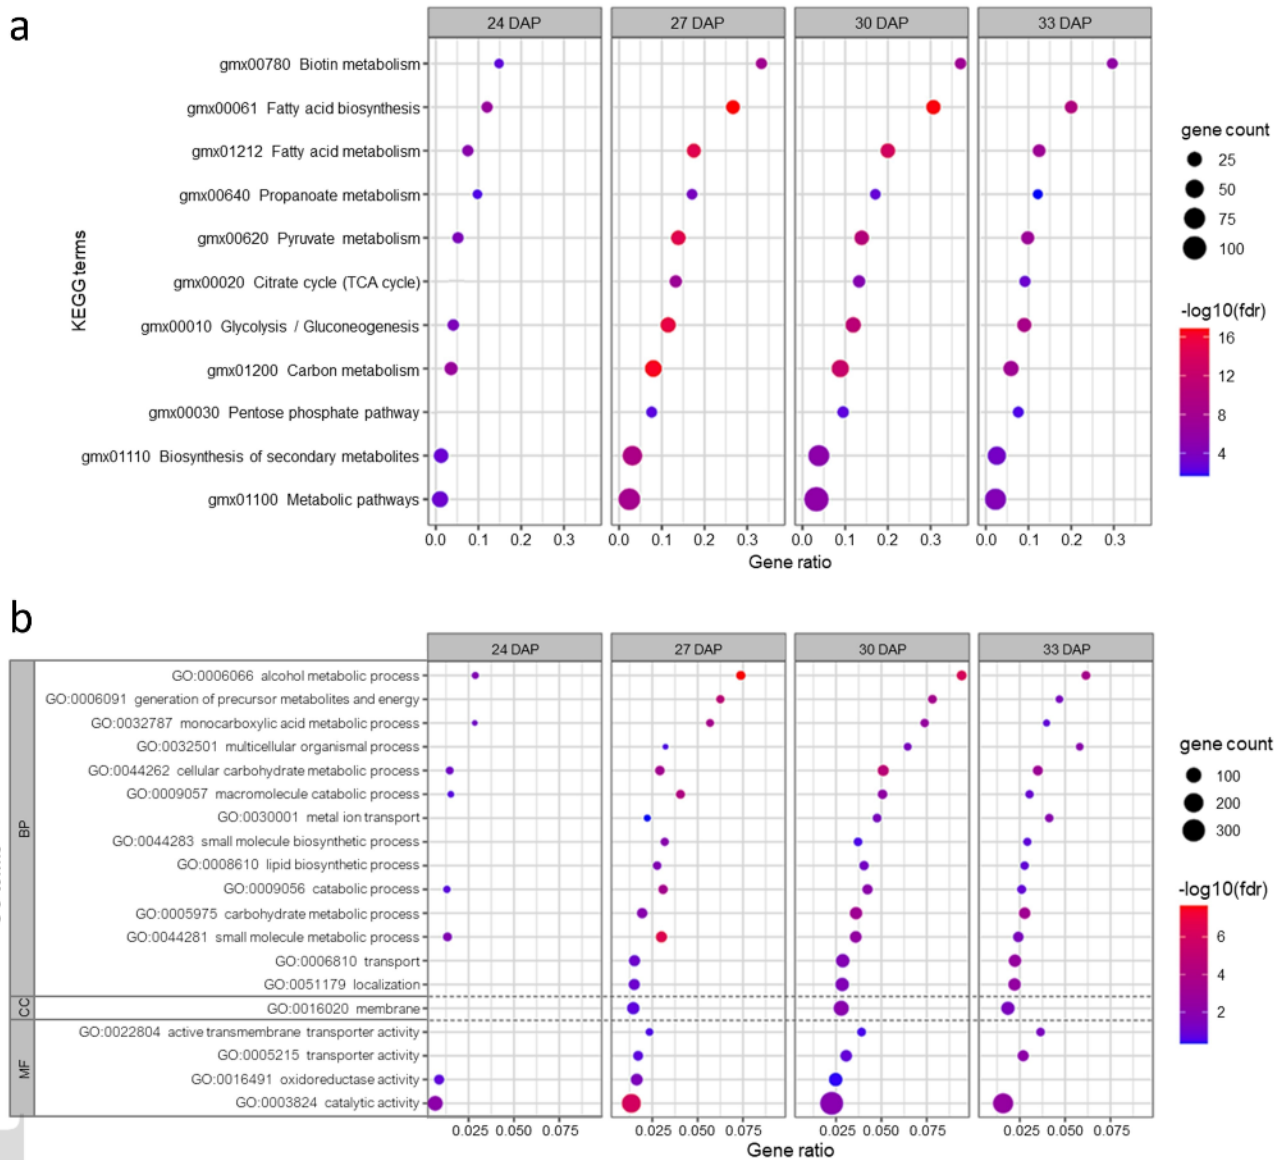 a
24 DAP 27 DAP 30 DAP 33 DAP
KEGG terms
gmx00780 Biotin metabolism
gmx00061 Fatty acid biosynthesis
gmx01212 Fatty acid metabolism
gmx00640 Propanoate metabolism
gmx00620 Pyruvate metabolism
gmx00020 Citrate cycle (TCA cycle)
gmx00010 Glycolysis / Gluconeogenesis
gmx01200 Carbon metabolism
gmx00030 Pentose phosphate pathway
gmx01110 Biosynthesis of secondary metabolites
gmx01100 Metabolic pathways
0.0 0.1 0.2 0.3 0.0 0.1 0.2 0.3 0.0 0.1 0.2 0.3 0.0 0.1 0.2 0.3
Gene ratio
gene count
25
50
75
100
-log10(fdr)
16
12
8
4
b
24 DAP 27 DAP 30 DAP 33 DAP
BP
GO:0006066 alcohol metabolic process
GO:0006091 generation of precursor metabolites and energy
GO:0032787 monocarboxylic acid metabolic process
GO:0032501 multicellular organismal process
GO:0044262 cellular carbohydrate metabolic process
GO:0009057 macromolecule catabolic process
GO:0030001 metal ion transport
GO:0044283 small molecule biosynthetic process
GO:0008610 lipid biosynthetic process
GO:0009056 catabolic process
GO:0005975 carbohydrate metabolic process
GO:0044281 small molecule metabolic process
GO:0006810 transport
GO:0051179 localization
CC
GO:0016020 membrane
MF
GO:0022804 active transmembrane transporter activity
GO:0005215 transporter activity
GO:0016491 oxidoreductase activity
GO:0003824 catalytic activity
0.025 0.050 0.075 0.025 0.050 0.075 0.025 0.050 0.075 0.025 0.050 0.075
Gene ratio
gene count
100
200
300
-log10(fdr)
6
4
2